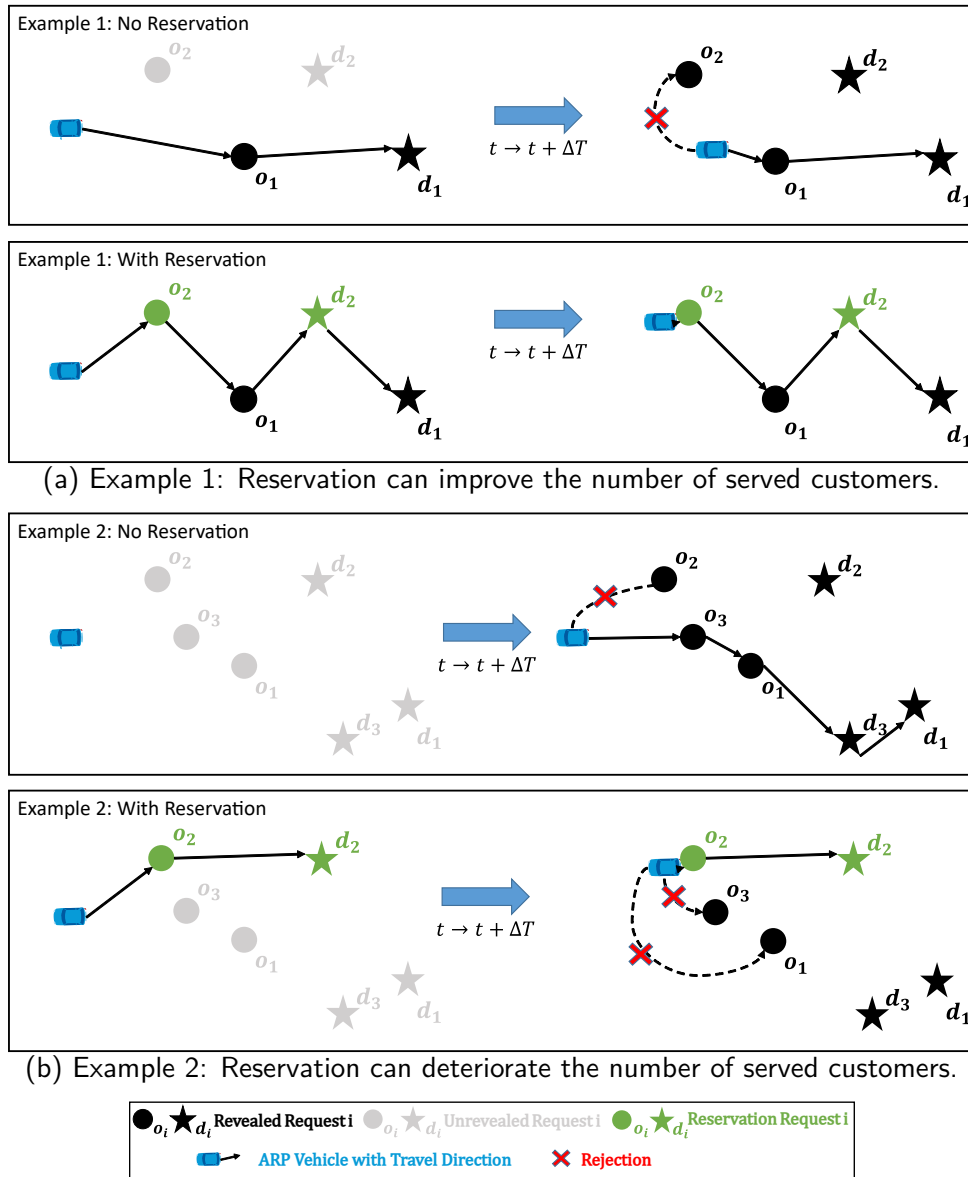 Example 1: No Reservation
o₂ d₂ o₂ d₂
t → t + ΔT
o₁ d₁ o₁ d₁
Example 1: With Reservation
o₂ d₂ o₂ d₂
t → t + ΔT
o₁ d₁ o₁ d₁
(a) Example 1: Reservation can improve the number of served customers.
Example 2: No Reservation
o₂ d₂ o₂ d₂
o₃ o₃
t → t + ΔT
o₁ o₁
d₃ d₁ d₃ d₁
Example 2: With Reservation
o₂ d₂ o₂ d₂
o₃ o₃
t → t + ΔT
o₁ o₁
d₃ d₁ d₃ d₁
(b) Example 2: Reservation can deteriorate the number of served customers.
oᵢ dᵢ Revealed Request i oᵢ dᵢ Unrevealed Request i oᵢ dᵢ Reservation Request i
ARP Vehicle with Travel Direction Rejection